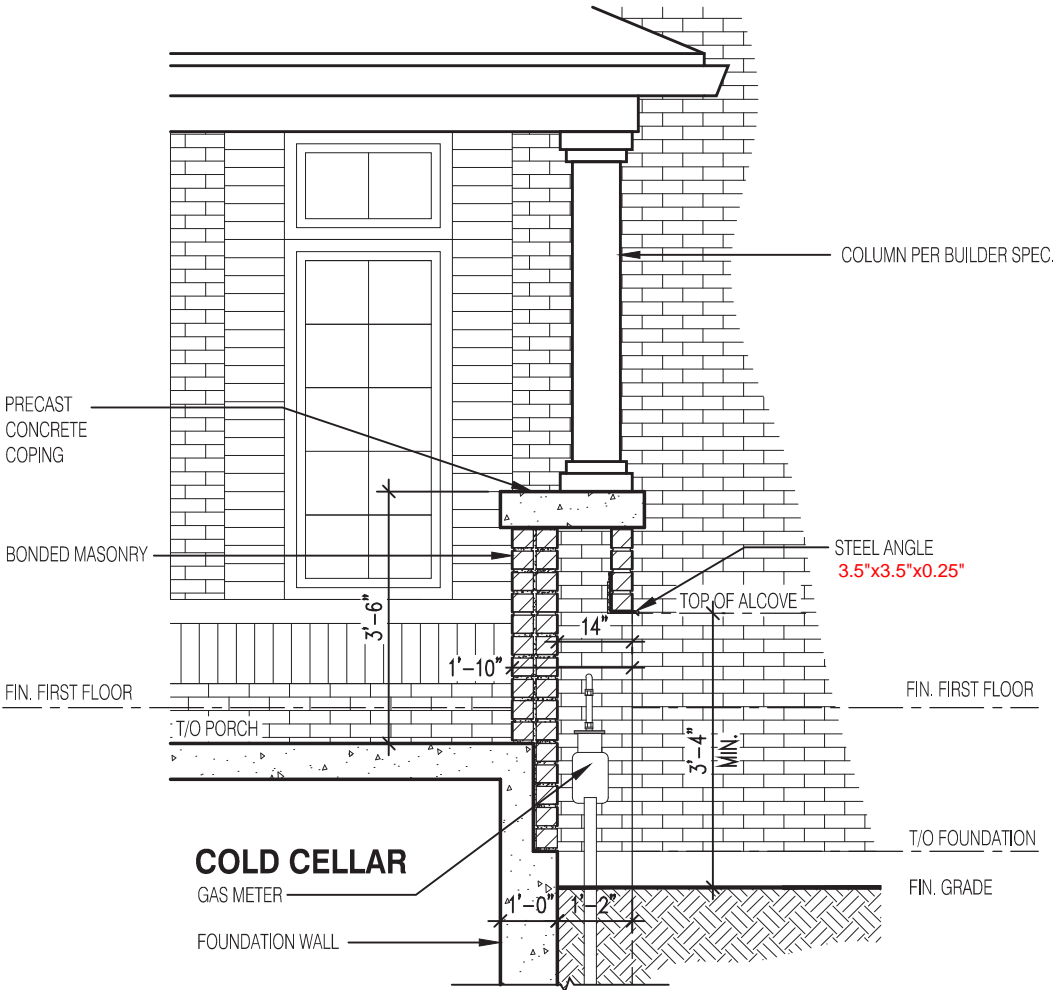 COLUMN PER BUILDER SPEC.
PRECAST
CONCRETE
COPING
BONDED MASONRY
STEEL ANGLE
3.5"x3.5"x0.25"
TOP OF ALCOVE
3'-6"
14"
1'-10"
FIN. FIRST FLOOR
FIN. FIRST FLOOR
T/O PORCH
3'-4"
MIN.
T/O FOUNDATION
COLD CELLAR
GAS METER
FIN. GRADE
1'-0"
1'-2"
FOUNDATION WALL